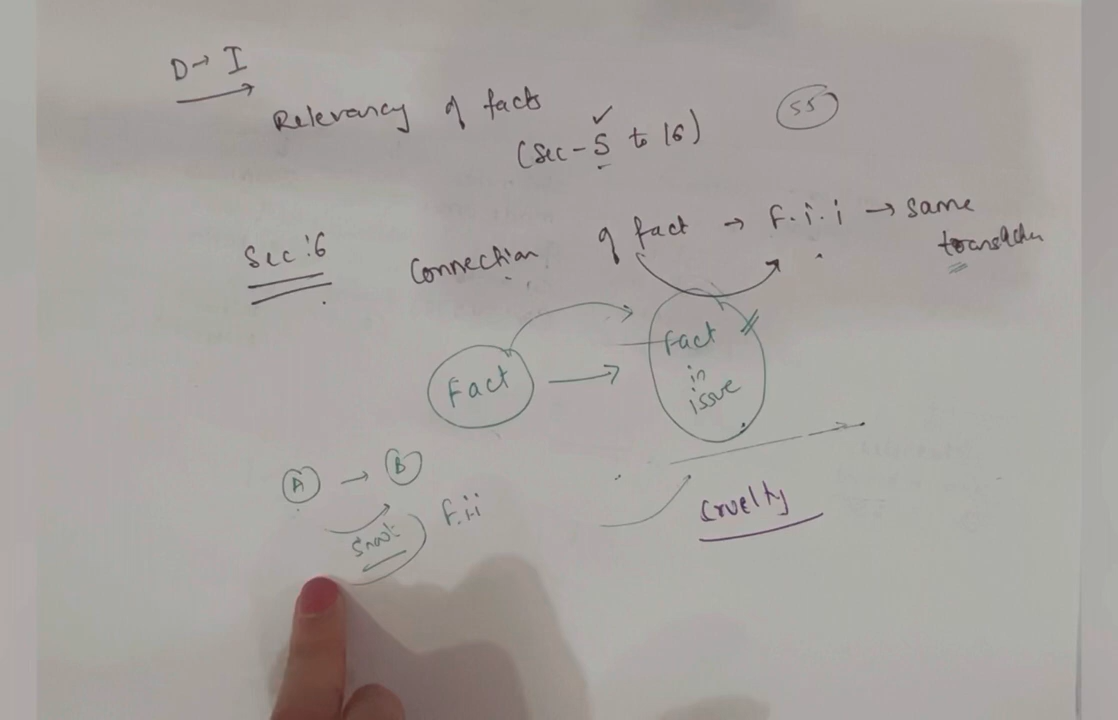 D→ I
Relevancy of facts
(Sec-5 to 16)
55
Sec:6
Connection of fact → F.i.i → same
Fact
Fact
in
issue
A → B
F.ii
Cruelty